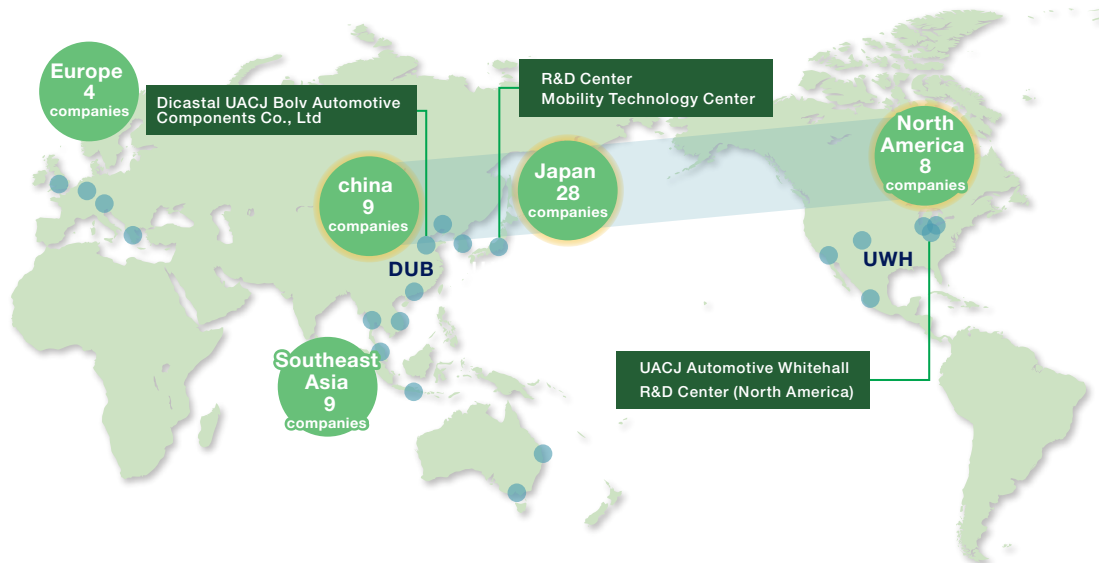 Europe
4
companies
Dicastal UACJ Bolv Automotive
Components Co., Ltd
R&D Center
Mobility Technology Center
North
America
8
companies
china
9
companies
Japan
28
companies
DUB
UWH
Southeast
Asia
9
companies
UACJ Automotive Whitehall
R&D Center (North America)